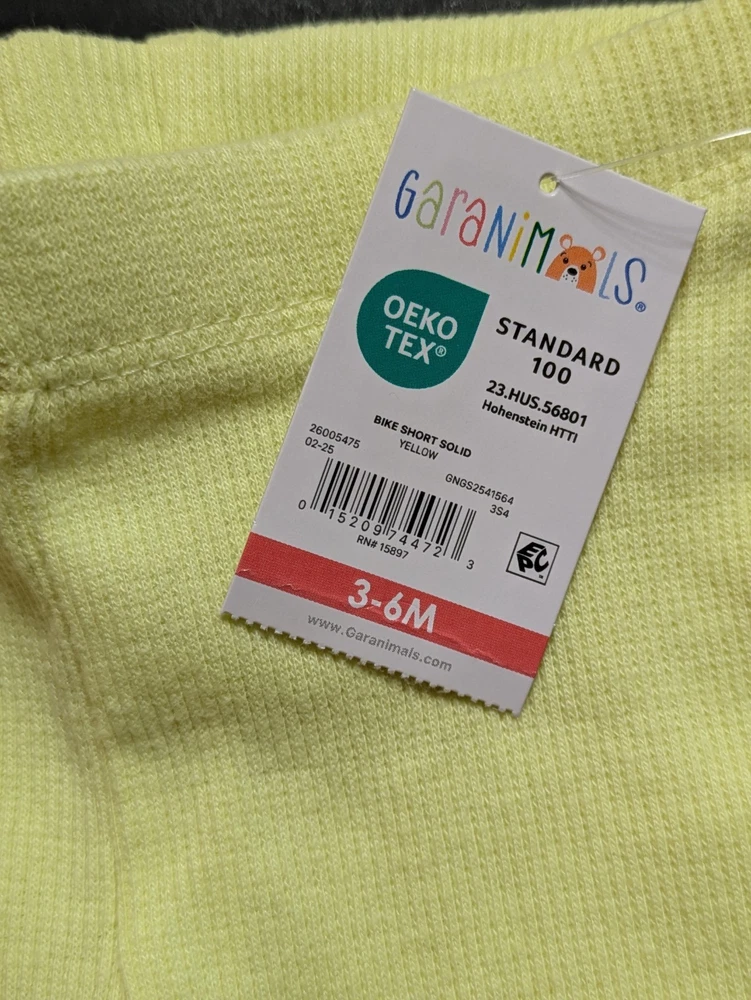 GaraNiMALS®
OEKO
TEX®
STANDARD
100
23.HUS.56801
Hohenstein HTTI
BIKE SHORT SOLID
YELLOW
26005475
02-25
GNGS2541564
3S4
0 15209 74472 3
RN# 15897
EPC™
3-6M
www.Garanimals.com